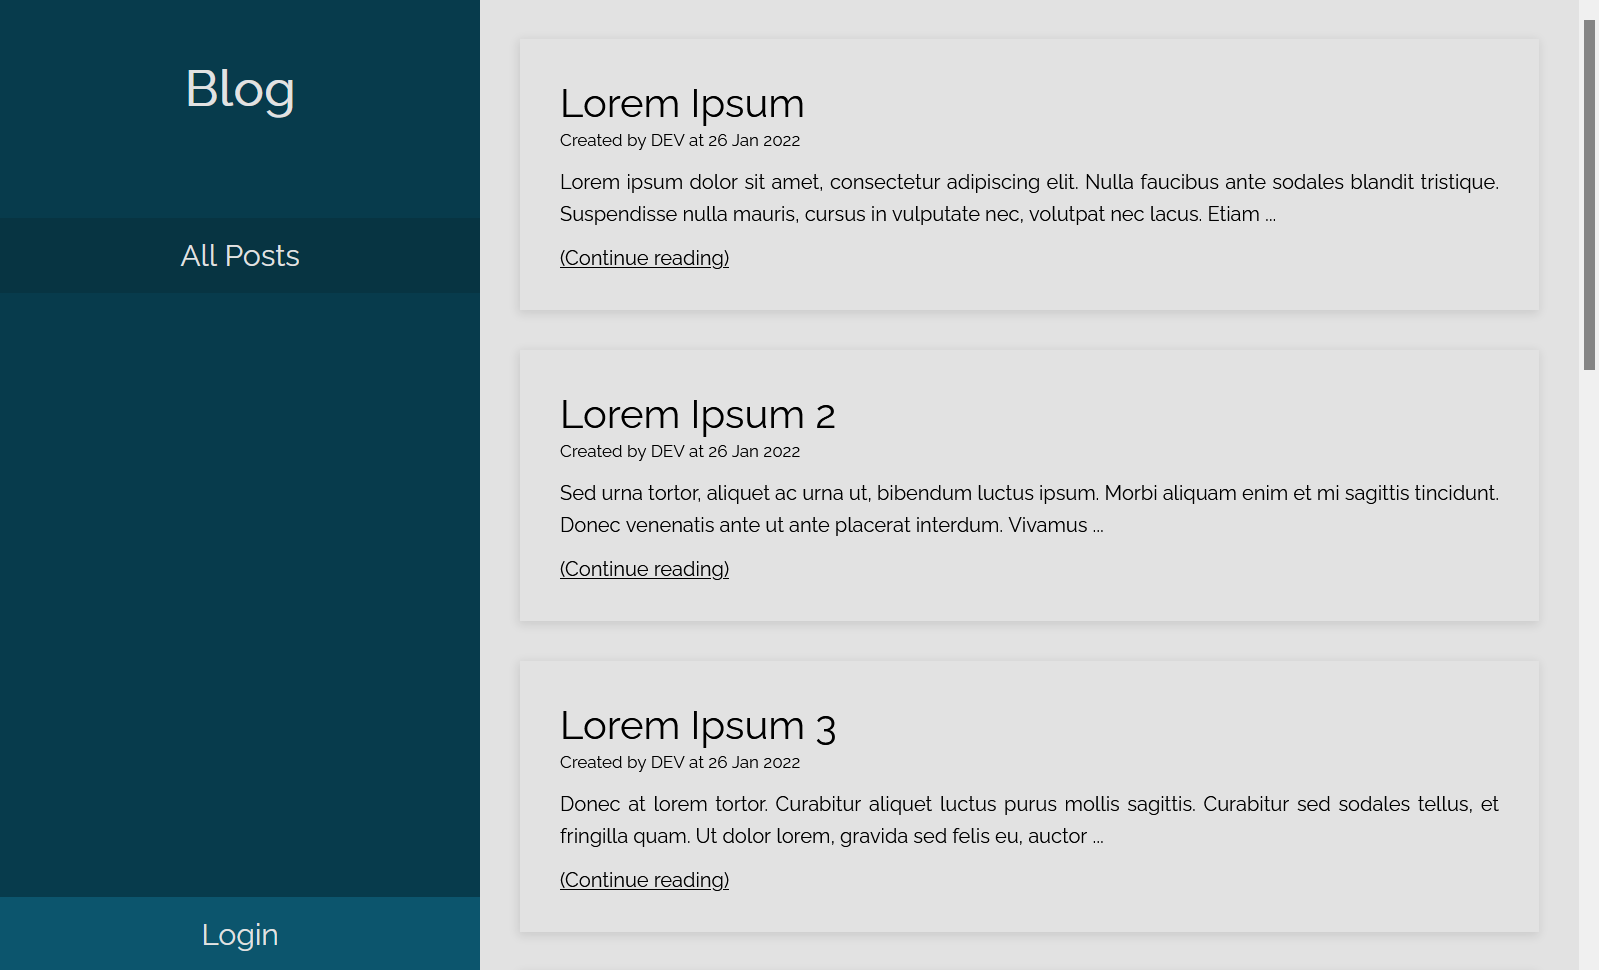 Blog
All Posts
Login
Lorem Ipsum
Created by DEV at 26 Jan 2022
Lorem ipsum dolor sit amet, consectetur adipiscing elit. Nulla faucibus ante sodales blandit tristique.
Suspendisse nulla mauris, cursus in vulputate nec, volutpat nec lacus. Etiam ...
(Continue reading)
Lorem Ipsum 2
Created by DEV at 26 Jan 2022
Sed urna tortor, aliquet ac urna ut, bibendum luctus ipsum. Morbi aliquam enim et mi sagittis tincidunt.
Donec venenatis ante ut ante placerat interdum. Vivamus ...
(Continue reading)
Lorem Ipsum 3
Created by DEV at 26 Jan 2022
Donec at lorem tortor. Curabitur aliquet luctus purus mollis sagittis. Curabitur sed sodales tellus, et
fringilla quam. Ut dolor lorem, gravida sed felis eu, auctor ...
(Continue reading)